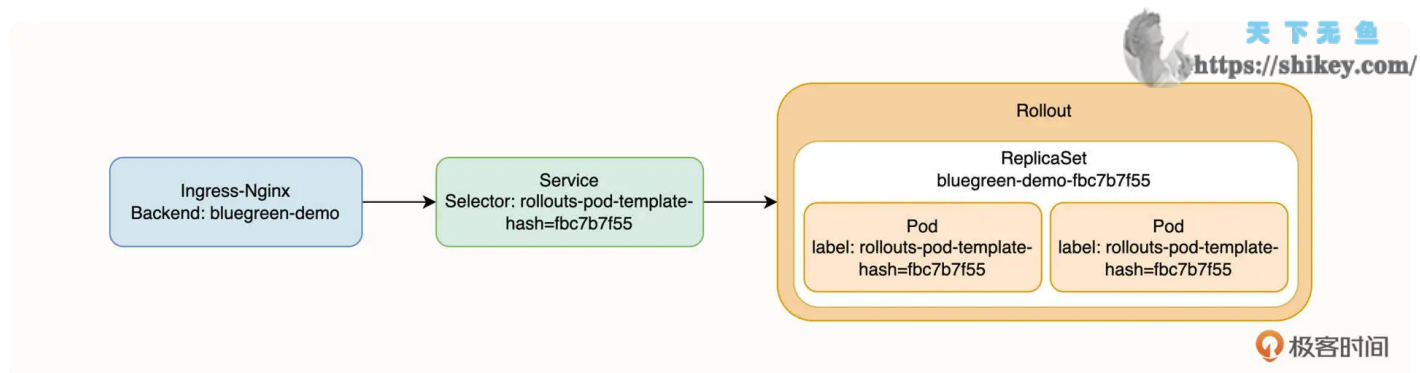 天下无鱼
https://shikey.com/
Rollout
ReplicaSet
bluegreen-demo-fbc7b7f55
Ingress-Nginx
Backend: bluegreen-demo
Service
Selector: rollouts-pod-template-
hash=fbc7b7f55
Pod
label: rollouts-pod-template-
hash=fbc7b7f55
Pod
label: rollouts-pod-template-
hash=fbc7b7f55
极客时间